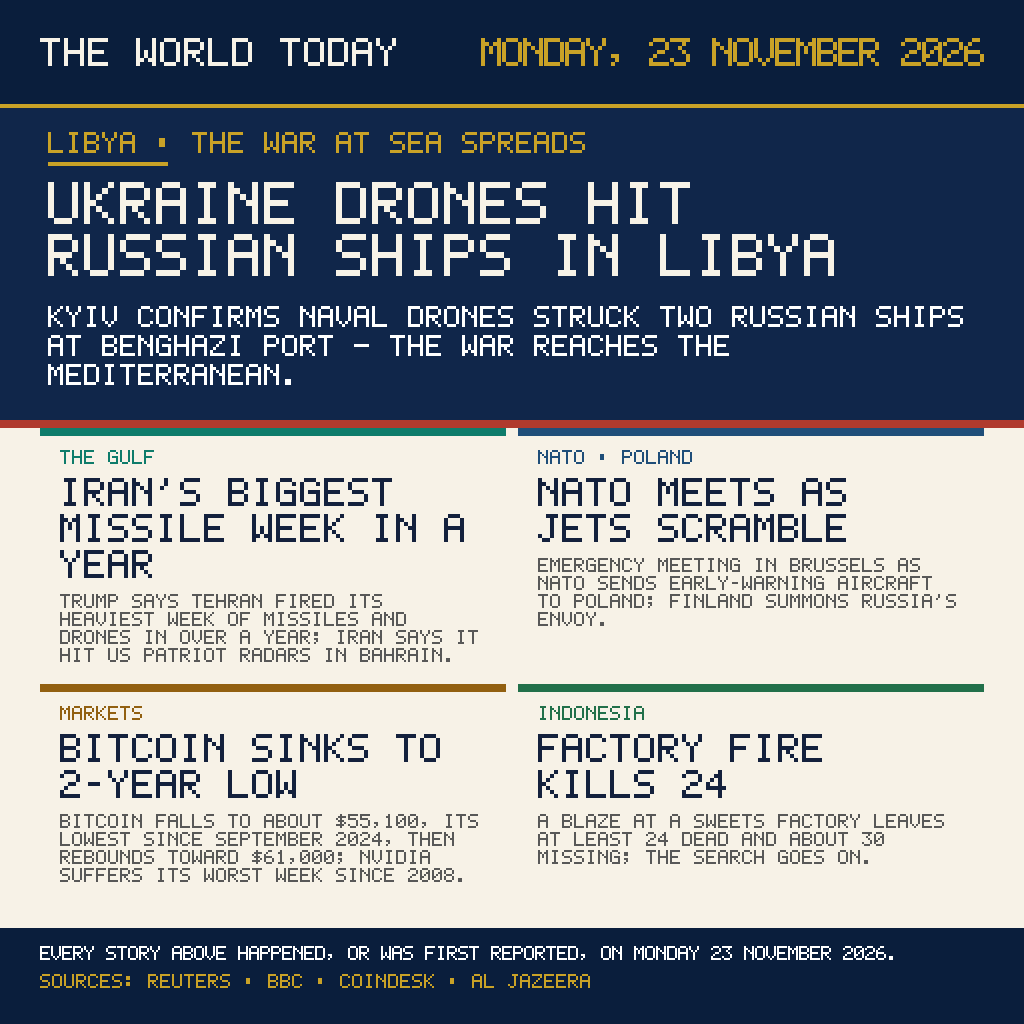 THE WORLD TODAY
MONDAY, 23 NOVEMBER 2026
LIBYA · THE WAR AT SEA SPREADS
UKRAINE DRONES HIT
RUSSIAN SHIPS IN LIBYA
KYIV CONFIRMS NAVAL DRONES STRUCK TWO RUSSIAN SHIPS
AT BENGHAZI PORT – THE WAR REACHES THE
MEDITERRANEAN.
THE GULF
IRAN'S BIGGEST
MISSILE WEEK IN A
YEAR
TRUMP SAYS TEHRAN FIRED ITS
HEAVIEST WEEK OF MISSILES AND
DRONES IN OVER A YEAR; IRAN SAYS IT
HIT US PATRIOT RADARS IN BAHRAIN.
NATO · POLAND
NATO MEETS AS
JETS SCRAMBLE
EMERGENCY MEETING IN BRUSSELS AS
NATO SENDS EARLY-WARNING AIRCRAFT
TO POLAND; FINLAND SUMMONS RUSSIA'S
ENVOY.
MARKETS
BITCOIN SINKS TO
2-YEAR LOW
BITCOIN FALLS TO ABOUT $55,100, ITS
LOWEST SINCE SEPTEMBER 2024, THEN
REBOUNDS TOWARD $61,000; NVIDIA
SUFFERS ITS WORST WEEK SINCE 2008.
INDONESIA
FACTORY FIRE
KILLS 24
A BLAZE AT A SWEETS FACTORY LEAVES
AT LEAST 24 DEAD AND ABOUT 30
MISSING; THE SEARCH GOES ON.
EVERY STORY ABOVE HAPPENED, OR WAS FIRST REPORTED, ON MONDAY 23 NOVEMBER 2026.
SOURCES: REUTERS · BBC · COINDESK · AL JAZEERA